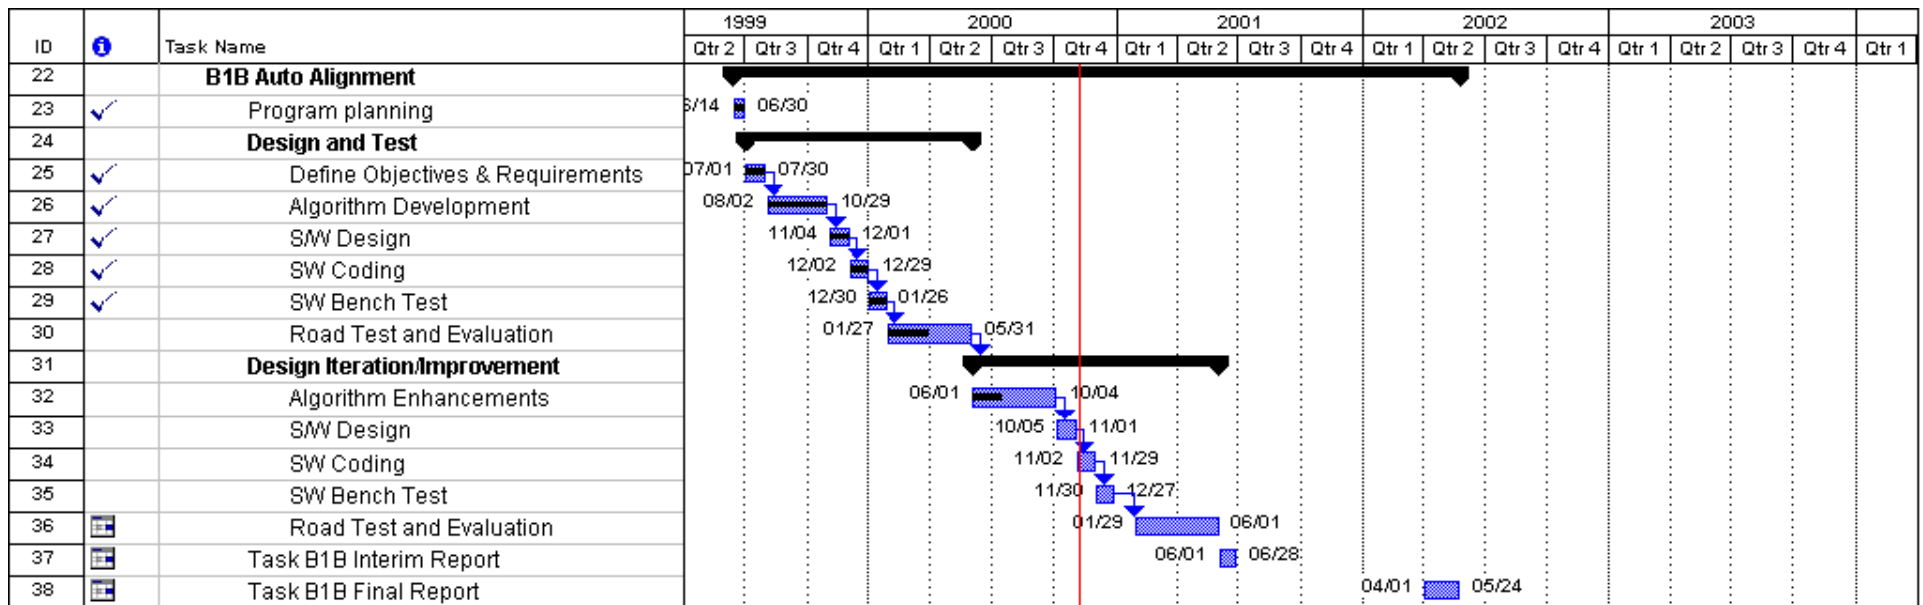 1999 2000 2001 2002 2003
ID Task Name Qtr 2 Qtr 3 Qtr 4 Qtr 1 Qtr 2 Qtr 3 Qtr 4 Qtr 1 Qtr 2 Qtr 3 Qtr 4 Qtr 1 Qtr 2 Qtr 3 Qtr 4 Qtr 1 Qtr 2 Qtr 3 Qtr 4 Qtr 1
22 B1B Auto Alignment
23 Program planning 6/14 06/30
24 Design and Test
25 Define Objectives & Requirements 07/01 07/30
26 Algorithm Development 08/02 10/29
27 S/W Design 11/04 12/01
28 SW Coding 12/02 12/29
29 SW Bench Test 12/30 01/26
30 Road Test and Evaluation 01/27 05/31
31 Design Iteration/Improvement
32 Algorithm Enhancements 06/01 10/04
33 S/W Design 10/05 11/01
34 SW Coding 11/02 11/29
35 SW Bench Test 11/30 12/27
36 Road Test and Evaluation 01/29 06/01
37 Task B1B Interim Report 06/01 06/28
38 Task B1B Final Report 04/01 05/24